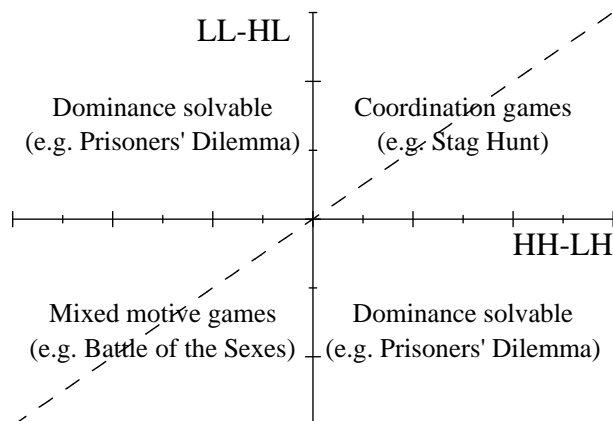 LL-HL
Dominance solvable
(e.g. Prisoners' Dilemma)
Coordination games
(e.g. Stag Hunt)
HH-LH
Mixed motive games
(e.g. Battle of the Sexes)
Dominance solvable
(e.g. Prisoners' Dilemma)